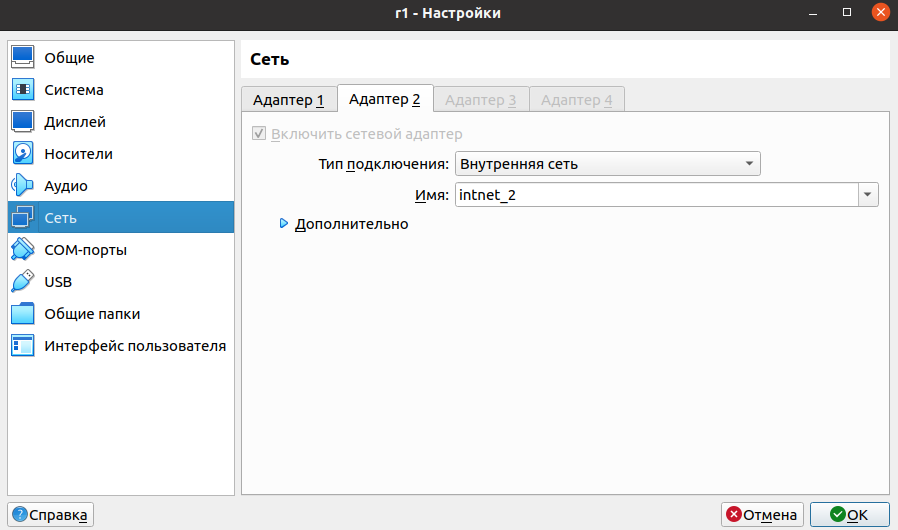 r1 - Настройки
Общие
Система
Дисплей
Носители
Аудио
Сеть
COM-порты
USB
Общие папки
Интерфейс пользователя
Сеть
Адаптер 1
Адаптер 2
Адаптер 3
Адаптер 4
Включить сетевой адаптер
Тип подключения: Внутренняя сеть
Имя: intnet_2
Дополнительно
Справка
Отмена
OK